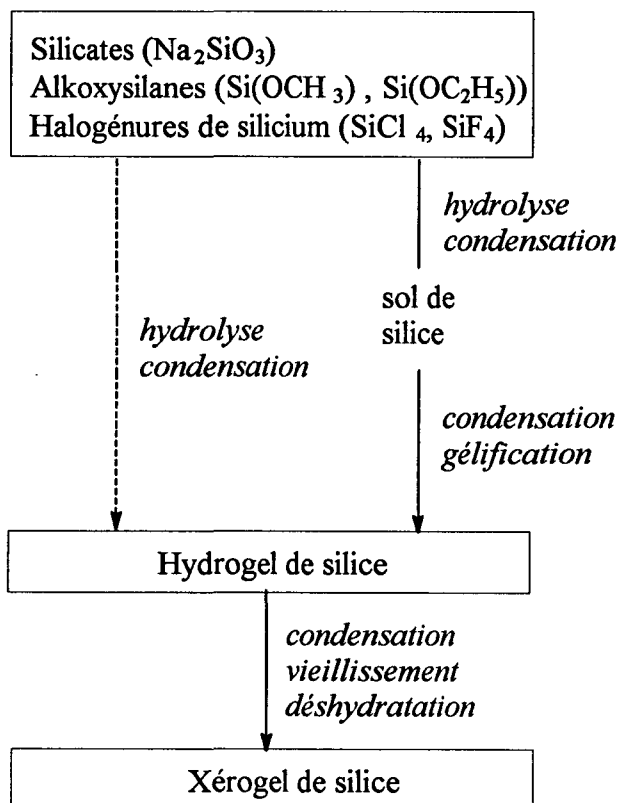 Silicates (Na₂SiO₃)
Alkoxysilanes (Si(OCH ₃) , Si(OC₂H₅))
Halogénures de silicium (SiCl ₄, SiF₄)
hydrolyse
condensation
sol de
silice
hydrolyse
condensation
condensation
gélification
Hydrogel de silice
condensation
vieillissement
déshydratation
Xérogel de silice